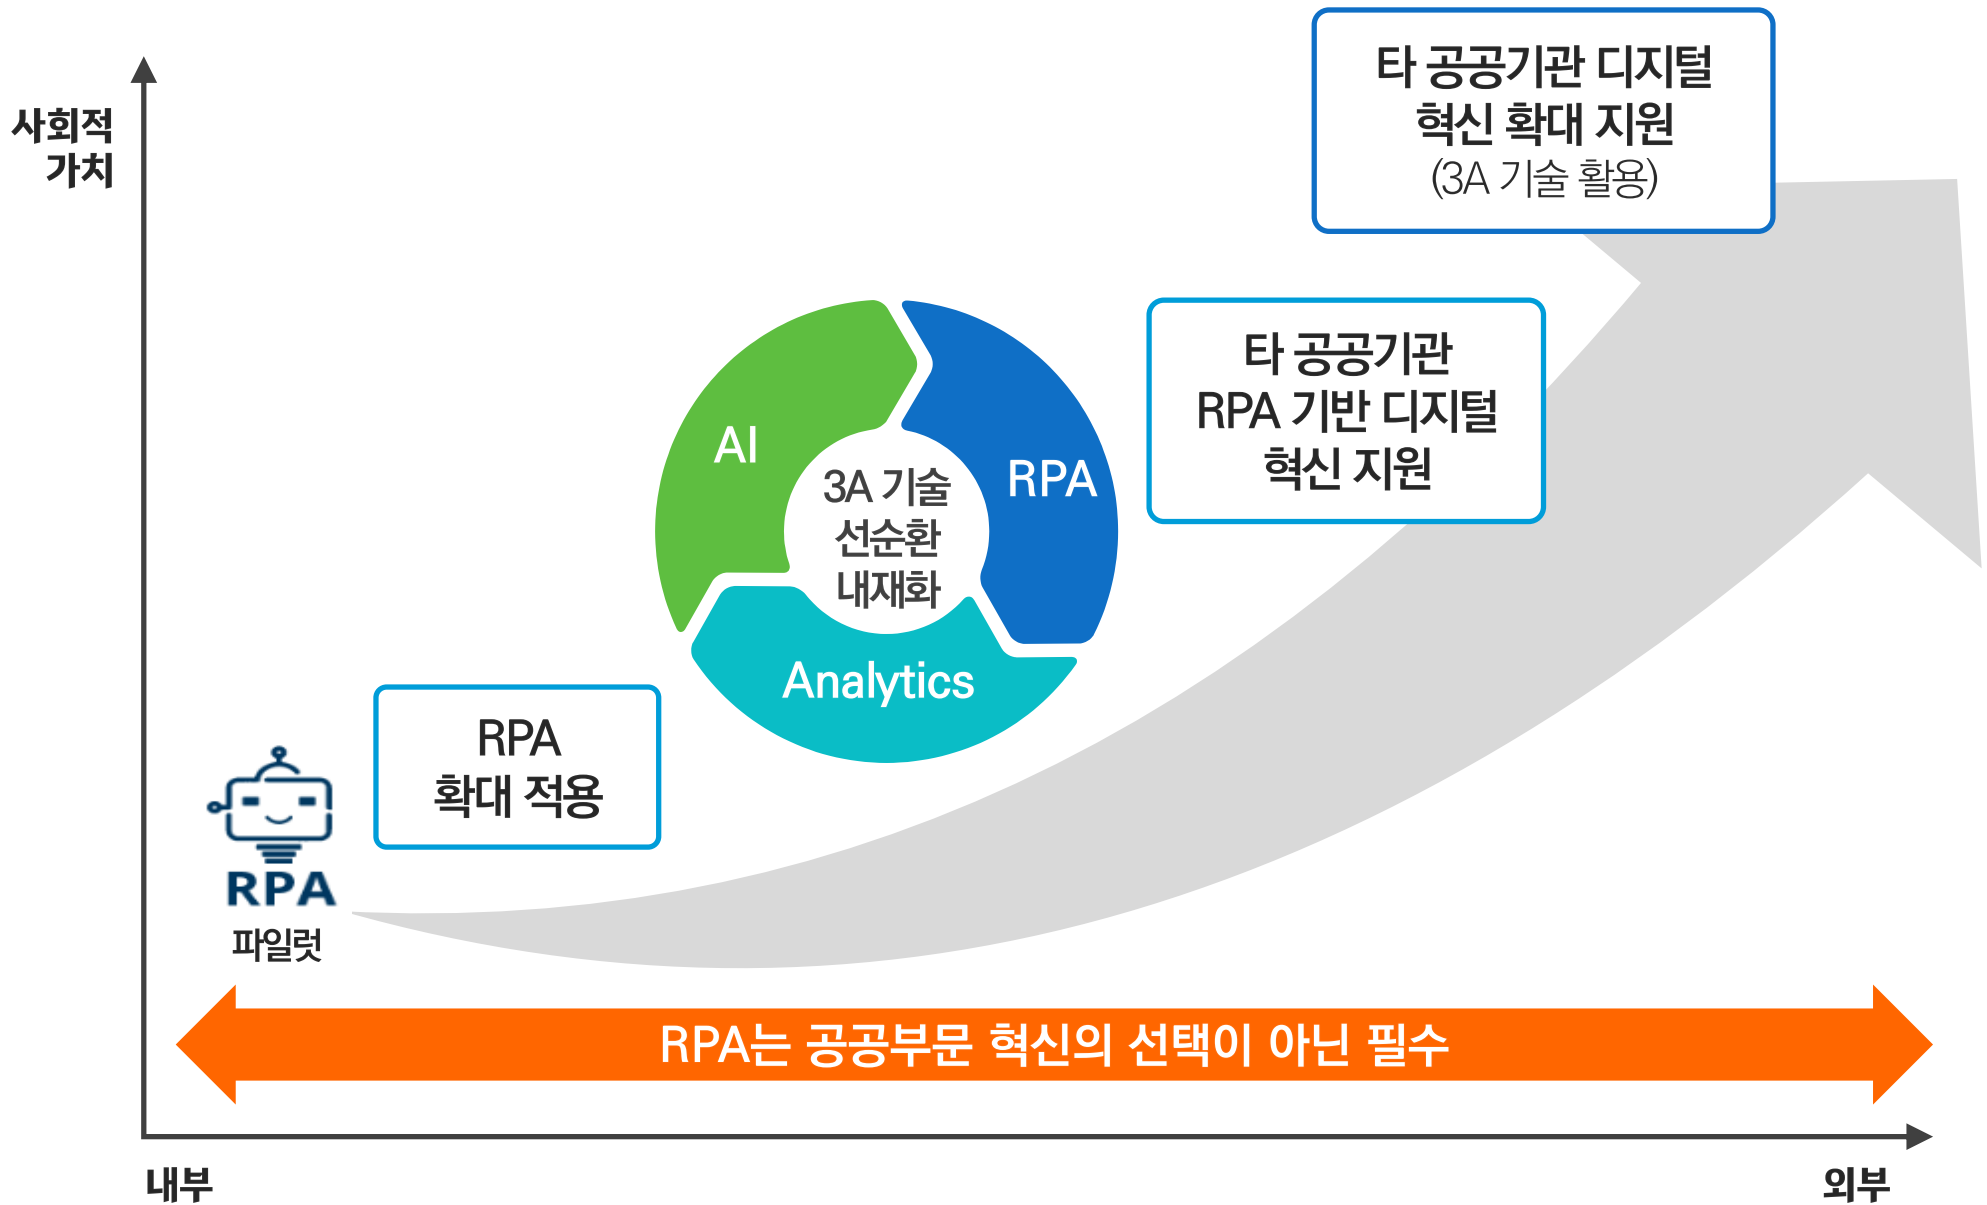 사회적
가치
타 공공기관 디지털
혁신 확대 지원
(3A 기술 활용)
타 공공기관
RPA 기반 디지털
혁신 지원
AI
RPA
Analytics
3A 기술
선순환
내재화
RPA
확대 적용
RPA
파일럿
RPA는 공공부문 혁신의 선택이 아닌 필수
내부
외부